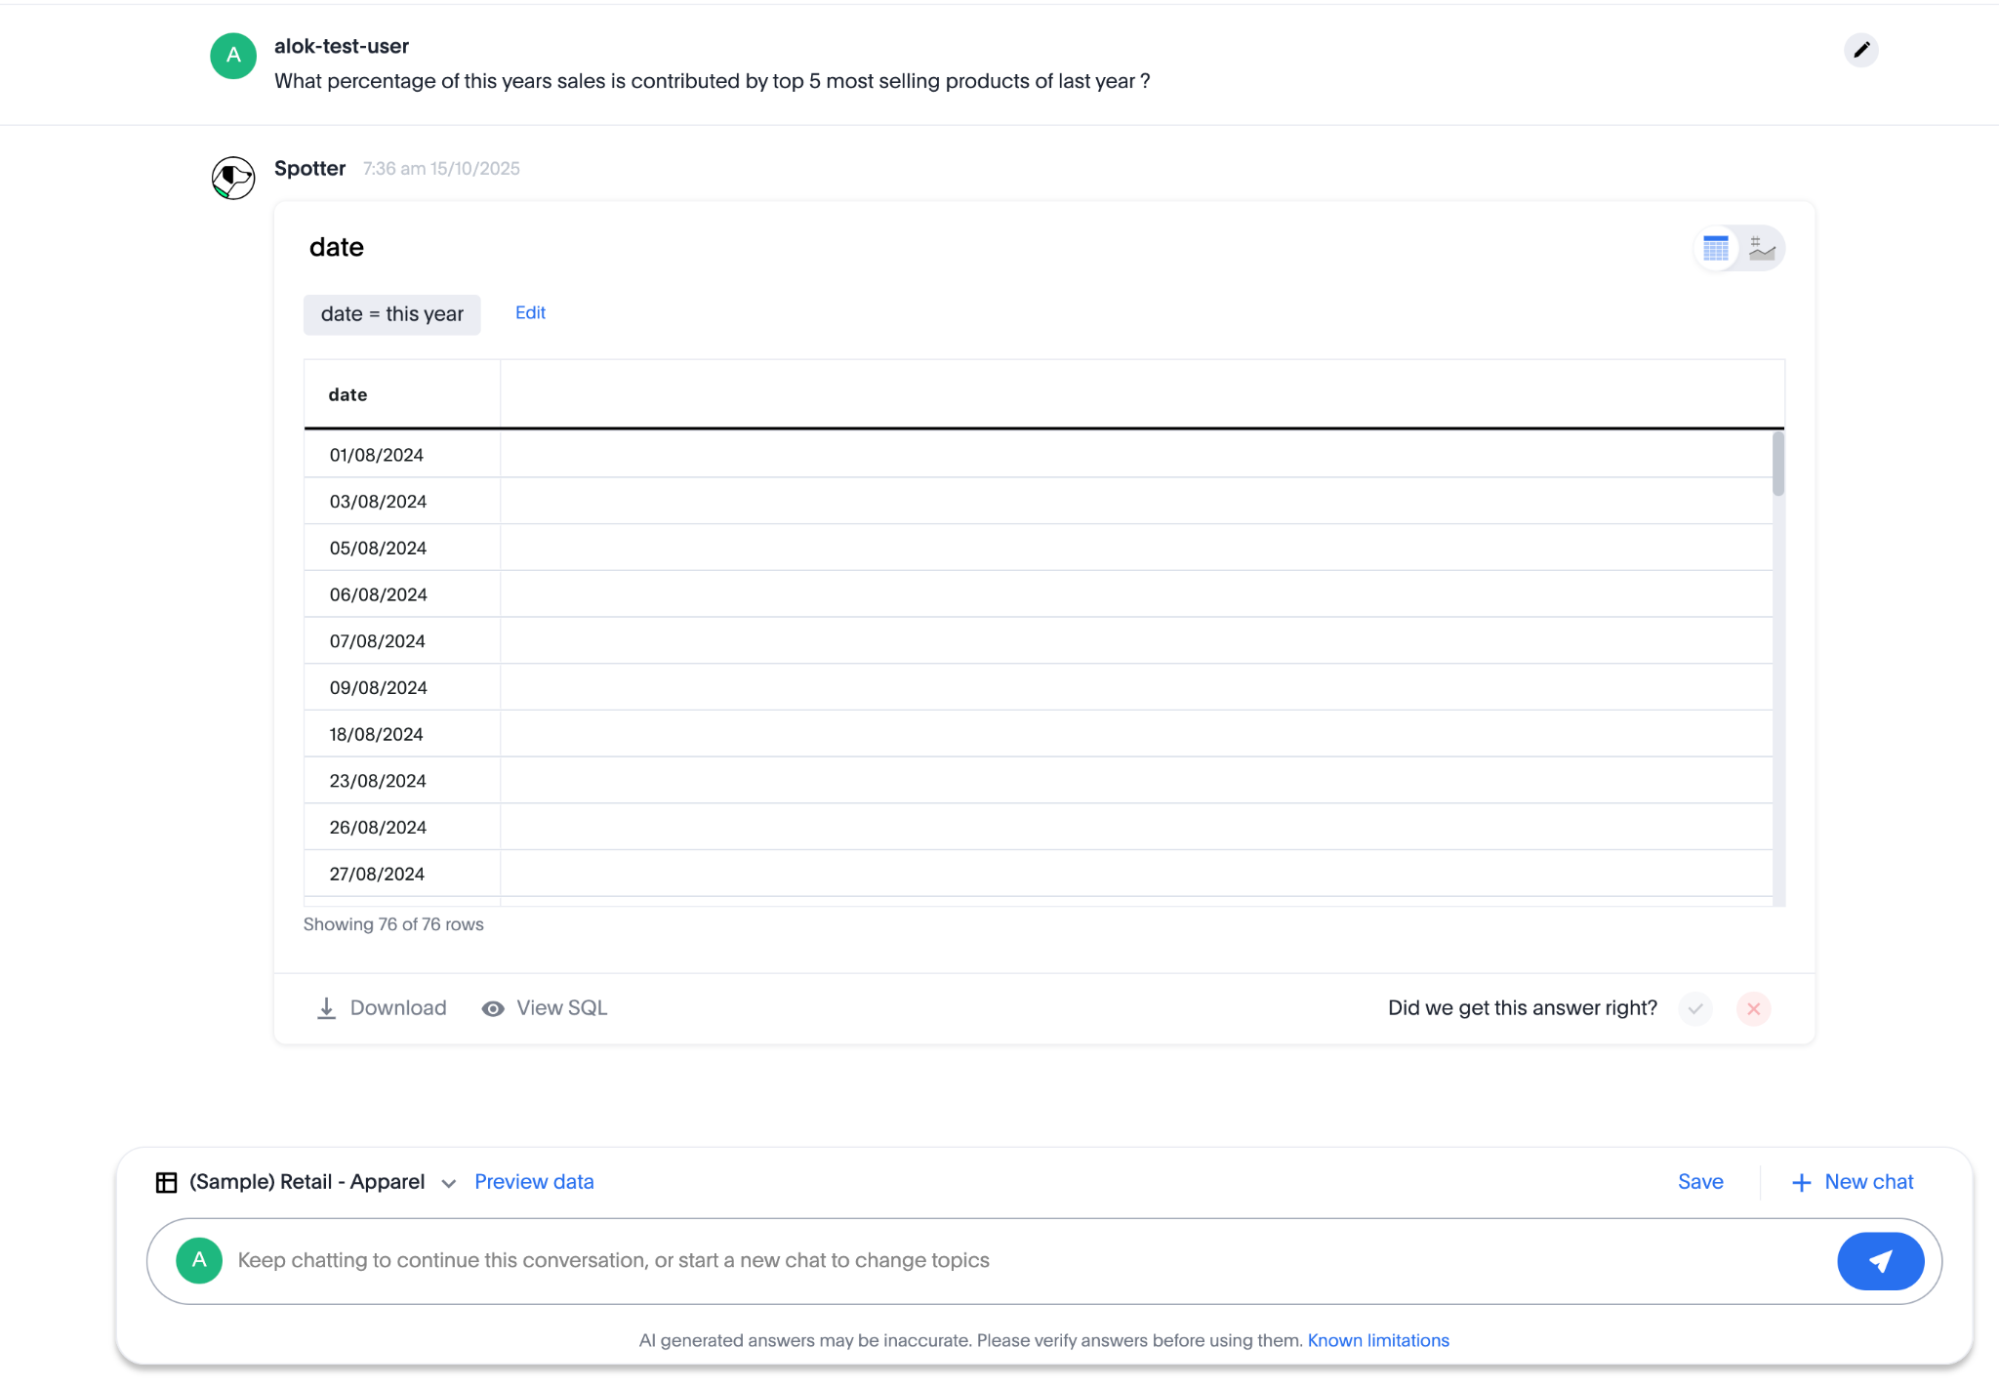 A
alok-test-user
What percentage of this years sales is contributed by top 5 most selling products of last year ?
Spotter 7:36 am 15/10/2025
date
#
date = this year Edit
date
01/08/2024
03/08/2024
05/08/2024
06/08/2024
07/08/2024
09/08/2024
18/08/2024
23/08/2024
26/08/2024
27/08/2024
Showing 76 of 76 rows
Download View SQL Did we get this answer right?
(Sample) Retail - Apparel Preview data Save + New chat
A Keep chatting to continue this conversation, or start a new chat to change topics
AI generated answers may be inaccurate. Please verify answers before using them. Known limitations